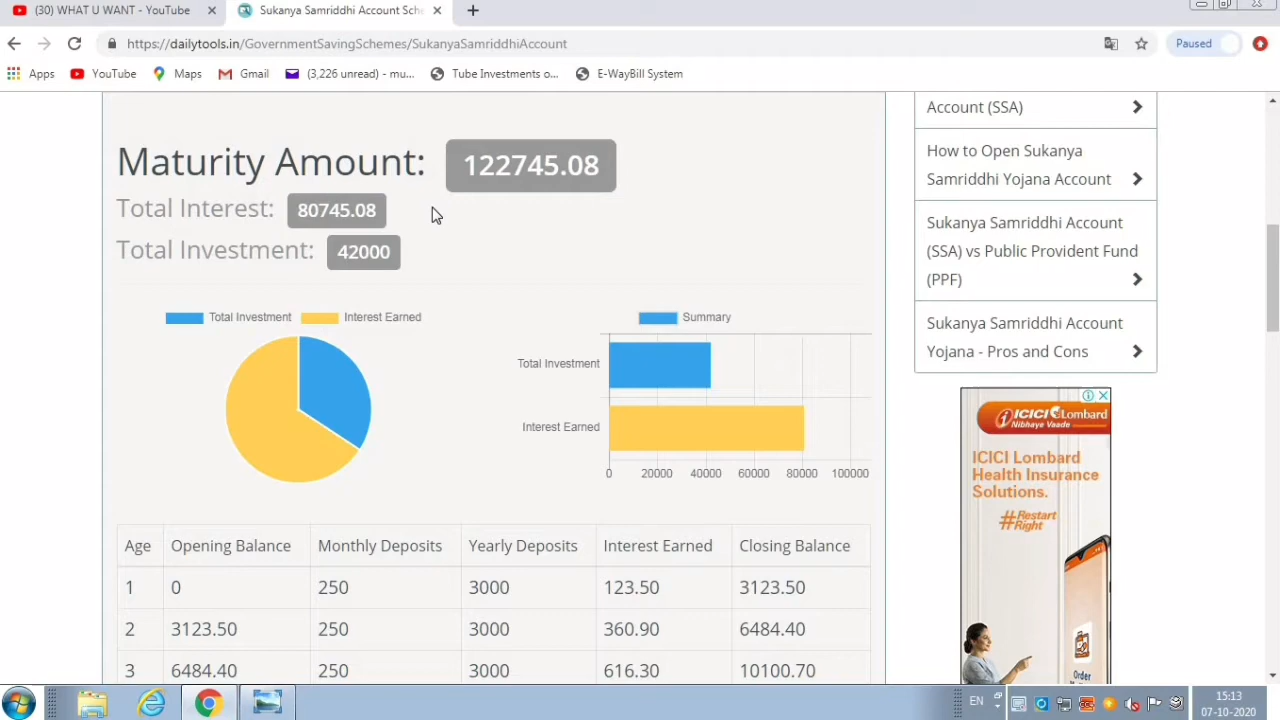 (30) WHAT U WANT - YouTube
Sukanya Samriddhi Account Sche
https://dailytools.in/GovernmentSavingSchemes/SukanyaSamriddhiAccount
Paused
Apps YouTube Maps Gmail (3,226 unread) - mu... Tube Investments o... E-WayBill System
Maturity Amount: 122745.08
Total Interest: 80745.08
Total Investment: 42000
Total Investment Interest Earned
Summary
Total Investment
Interest Earned
0 20000 40000 60000 80000 100000
Age Opening Balance Monthly Deposits Yearly Deposits Interest Earned Closing Balance
1 0 250 3000 123.50 3123.50
2 3123.50 250 3000 360.90 6484.40
3 6484.40 250 3000 616.30 10100.70
Account (SSA)
How to Open Sukanya
Samriddhi Yojana Account
Sukanya Samriddhi Account
(SSA) vs Public Provident Fund
(PPF)
Sukanya Samriddhi Account
Yojana - Pros and Cons
ICICI Lombard
Nibhaye Vaade
ICICI Lombard
Health Insurance
Solutions.
#Restart
Right
Order
EN
15:13
07-10-2020